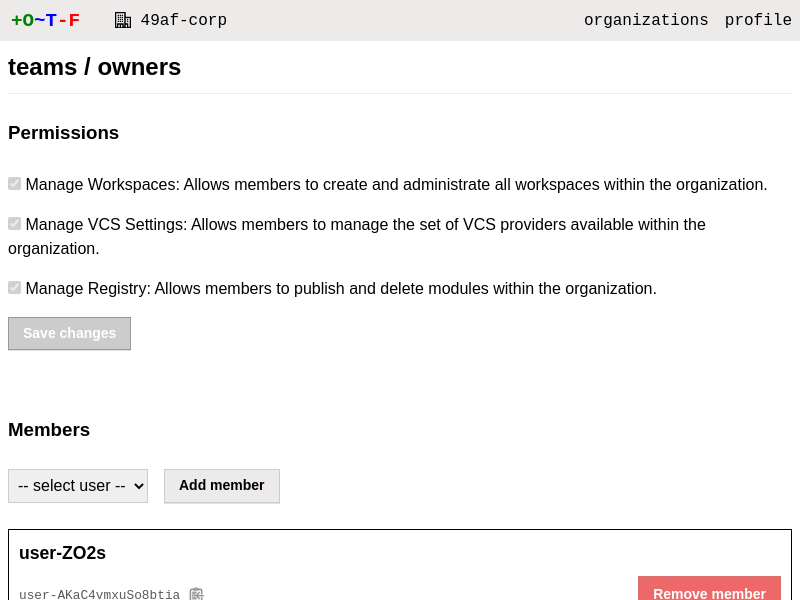 +O~T-F
49af-corp
organizations profile
teams / owners
Permissions
Manage Workspaces: Allows members to create and administrate all workspaces within the organization.
Manage VCS Settings: Allows members to manage the set of VCS providers available within the
organization.
Manage Registry: Allows members to publish and delete modules within the organization.
Save changes
Members
-- select user --
Add member
user-ZO2s
user-AKaC4vmxuSo8btia
Remove member